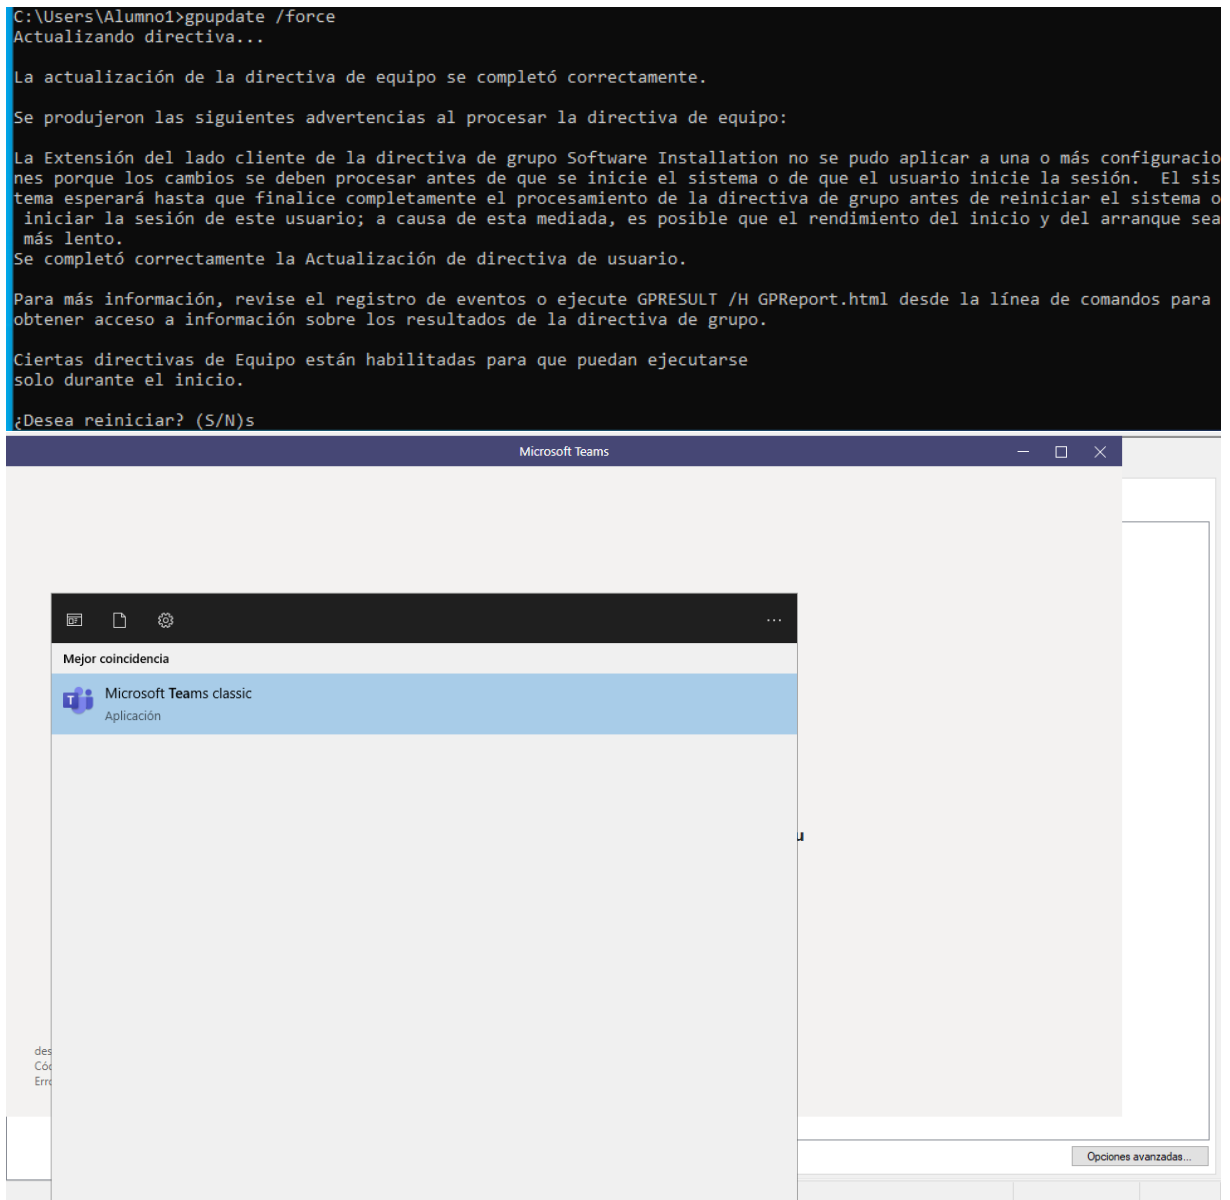 C:\Users\Alumno1>gpupdate /force
Actualizando directiva...
La actualización de la directiva de equipo se completó correctamente.
Se produjeron las siguientes advertencias al procesar la directiva de equipo:
La Extensión del lado cliente de la directiva de grupo Software Installation no se pudo aplicar a una o más configuracio
nes porque los cambios se deben procesar antes de que se inicie el sistema o de que el usuario inicie la sesión.  El sis
tema esperará hasta que finalice completamente el procesamiento de la directiva de grupo antes de reiniciar el sistema o
iniciar la sesión de este usuario; a causa de esta mediada, es posible que el rendimiento del inicio y del arranque sea
más lento.
Se completó correctamente la Actualización de directiva de usuario.
Para más información, revise el registro de eventos o ejecute GPRESULT /H GPReport.html desde la línea de comandos para
obtener acceso a información sobre los resultados de la directiva de grupo.
Ciertas directivas de Equipo están habilitadas para que puedan ejecutarse
solo durante el inicio.
¿Desea reiniciar? (S/N)s
Microsoft Teams
...
Mejor coincidencia
Microsoft Teams classic
Aplicación
u
des
Cód
Erro
Opciones avanzadas...